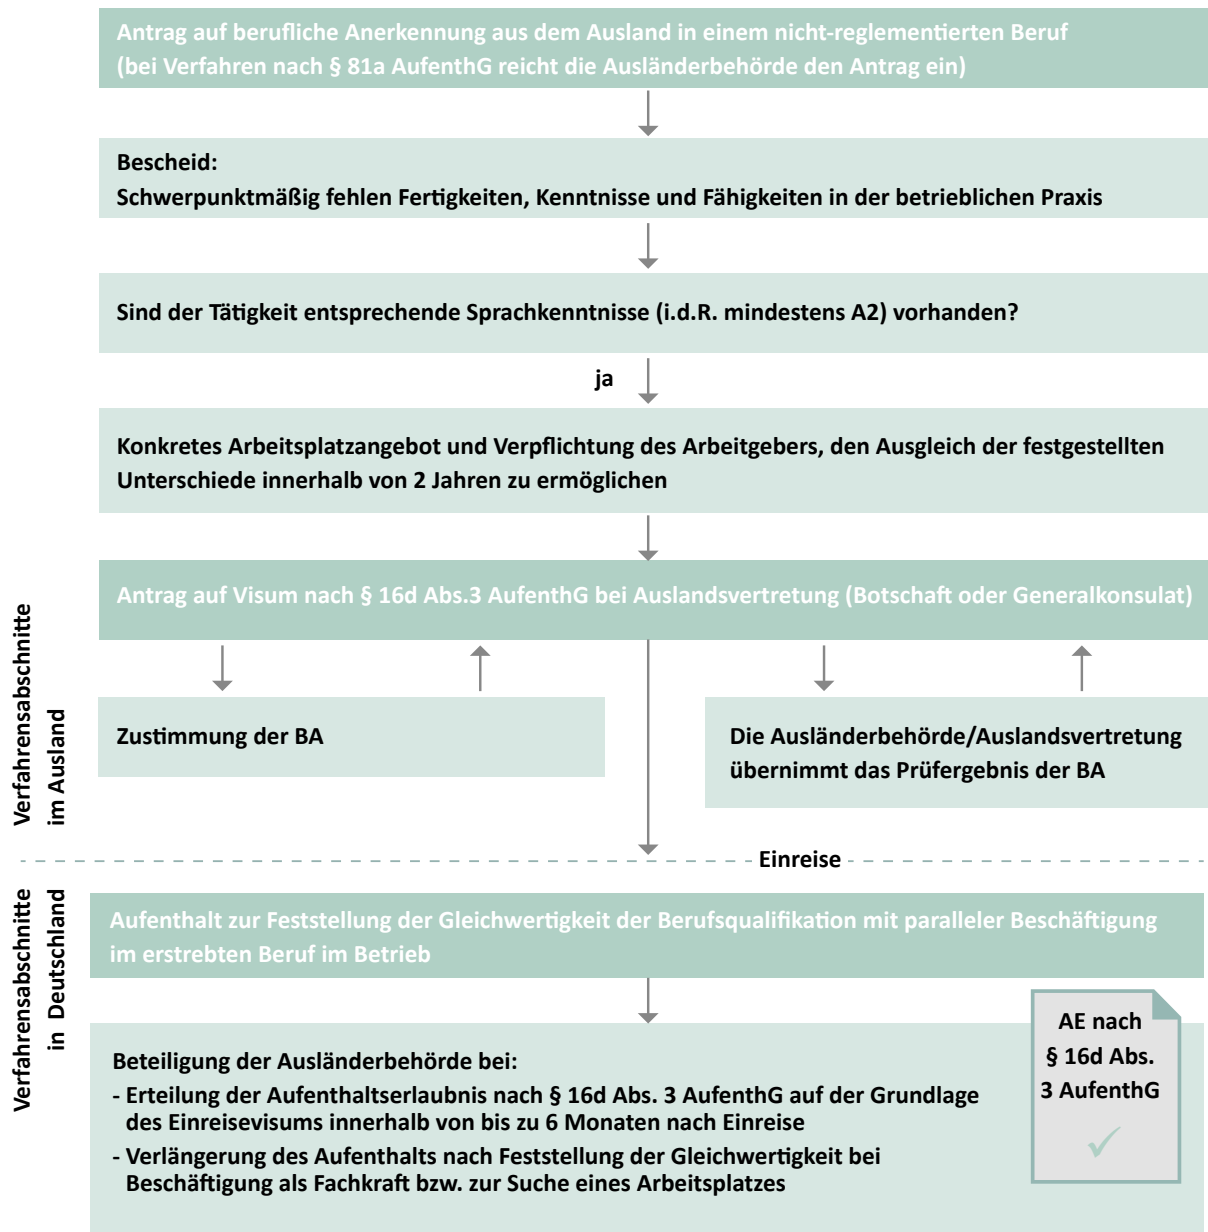 Antrag auf berufliche Anerkennung aus dem Ausland in einem nicht-reglementierten Beruf
(bei Verfahren nach § 81a AufenthG reicht die Ausländerbehörde den Antrag ein)
Bescheid:
Schwerpunktmäßig fehlen Fertigkeiten, Kenntnisse und Fähigkeiten in der betrieblichen Praxis
Sind der Tätigkeit entsprechende Sprachkenntnisse (i.d.R. mindestens A2) vorhanden?
ja
Konkretes Arbeitsplatzangebot und Verpflichtung des Arbeitgebers, den Ausgleich der festgestellten
Unterschiede innerhalb von 2 Jahren zu ermöglichen
Antrag auf Visum nach § 16d Abs.3 AufenthG bei Auslandsvertretung (Botschaft oder Generalkonsulat)
Zustimmung der BA
Die Ausländerbehörde/Auslandsvertretung
übernimmt das Prüfergebnis der BA
Verfahrensabschnitte
im Ausland
Einreise
Verfahrensabschnitte
in Deutschland
Aufenthalt zur Feststellung der Gleichwertigkeit der Berufsqualifikation mit paralleler Beschäftigung
im erstrebten Beruf im Betrieb
Beteiligung der Ausländerbehörde bei:
- Erteilung der Aufenthaltserlaubnis nach § 16d Abs. 3 AufenthG auf der Grundlage
des Einreisevisums innerhalb von bis zu 6 Monaten nach Einreise
- Verlängerung des Aufenthalts nach Feststellung der Gleichwertigkeit bei
Beschäftigung als Fachkraft bzw. zur Suche eines Arbeitsplatzes
AE nach
§ 16d Abs.
3 AufenthG